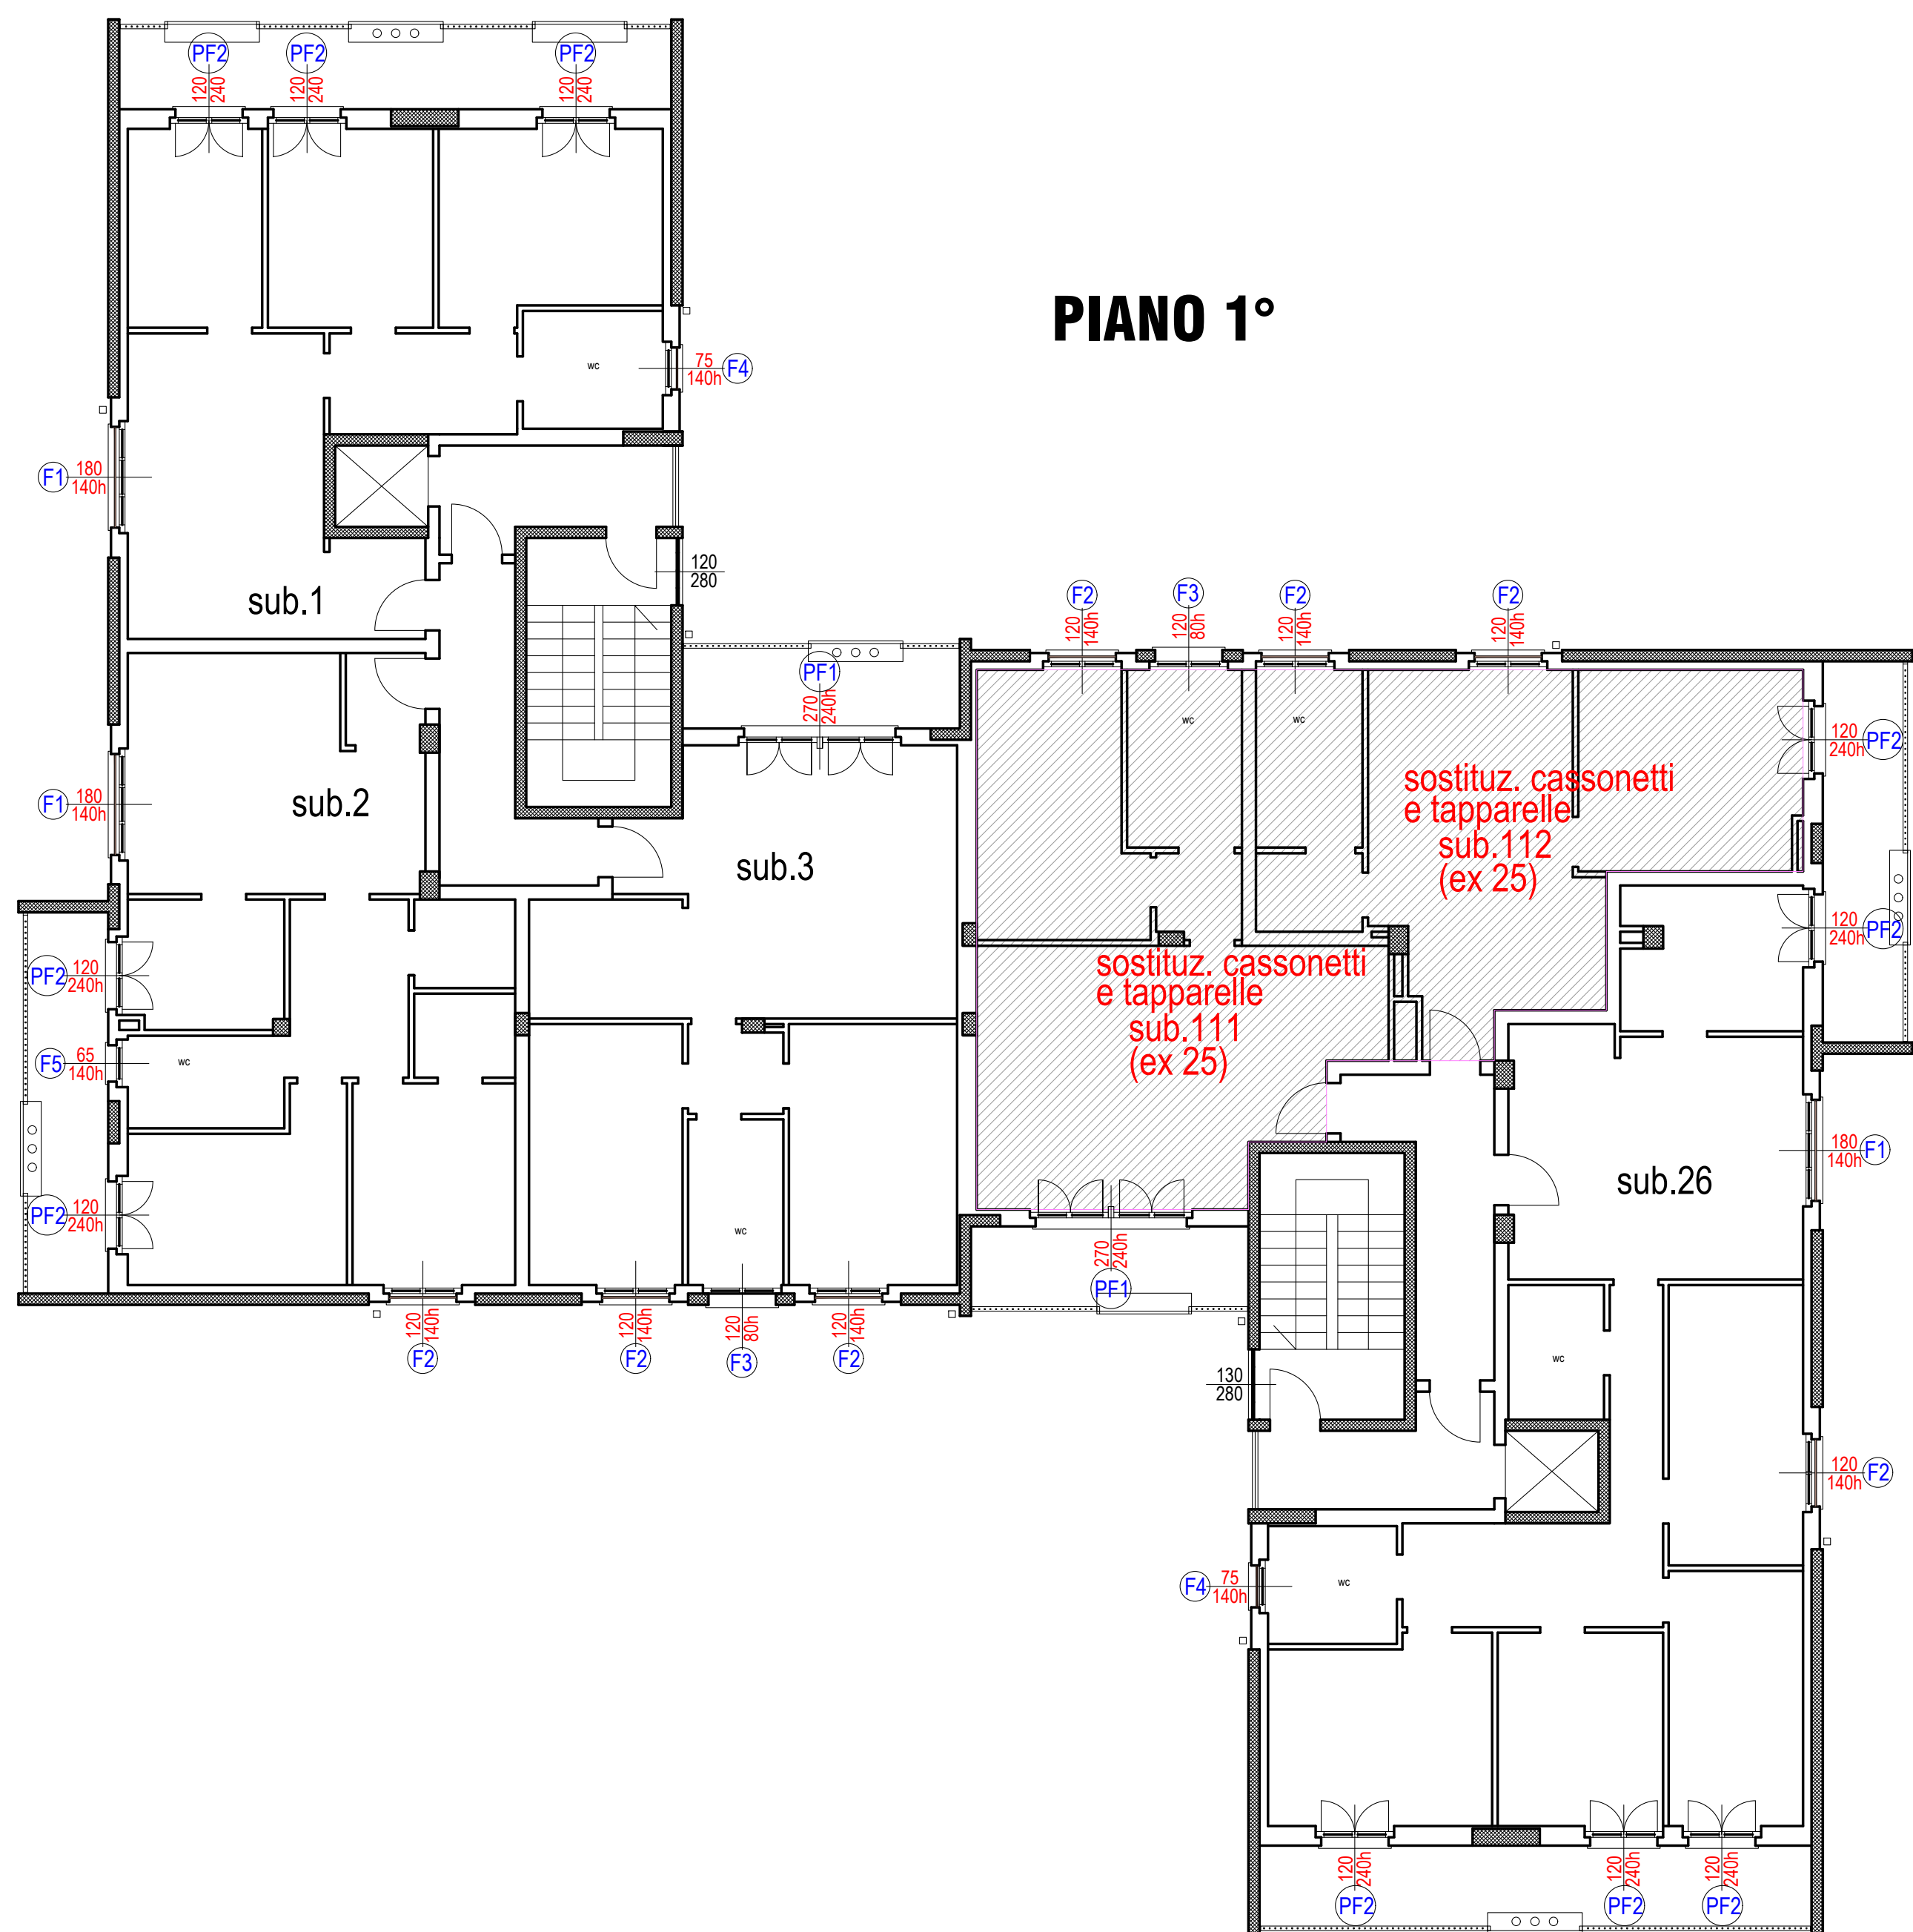 PF2
PF2
PF2
120
240
120
240
120
240
PIANO 1°
wc
75
140h
F4
F1
180
140h
120
280
sub.1
F2
F3
F2
F2
120
140h
120
80h
120
140h
120
140h
PF1
270
240h
wc
wc
120
240h
PF2
F1
180
140h
sub.2
sostituz. cassonetti
e tapparelle
sub.112
(ex 25)
sub.3
120
240h
PF2
PF2
120
240h
sostituz. cassonetti
e tapparelle
sub.111
(ex 25)
F5
65
140h
wc
180
140h
F1
sub.26
PF2
120
240h
wc
270
240h
PF1
120
140h
F2
120
140h
F2
120
80h
F3
120
140h
F2
130
280
wc
120
140h
F2
F4
75
140h
wc
120
240h
120
240h
120
240h
PF2
PF2
PF2